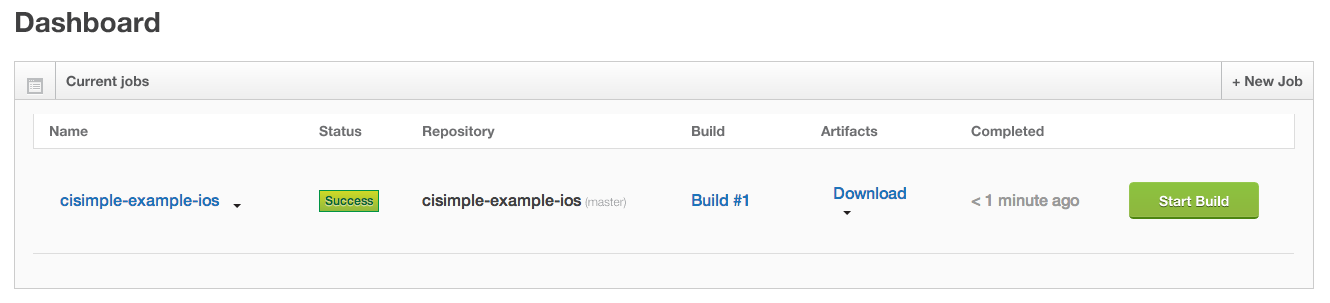 Dashboard
Current jobs + New Job
Name Status Repository Build Artifacts Completed
cisimple-example-ios Success cisimple-example-ios (master) Build #1 Download < 1 minute ago Start Build